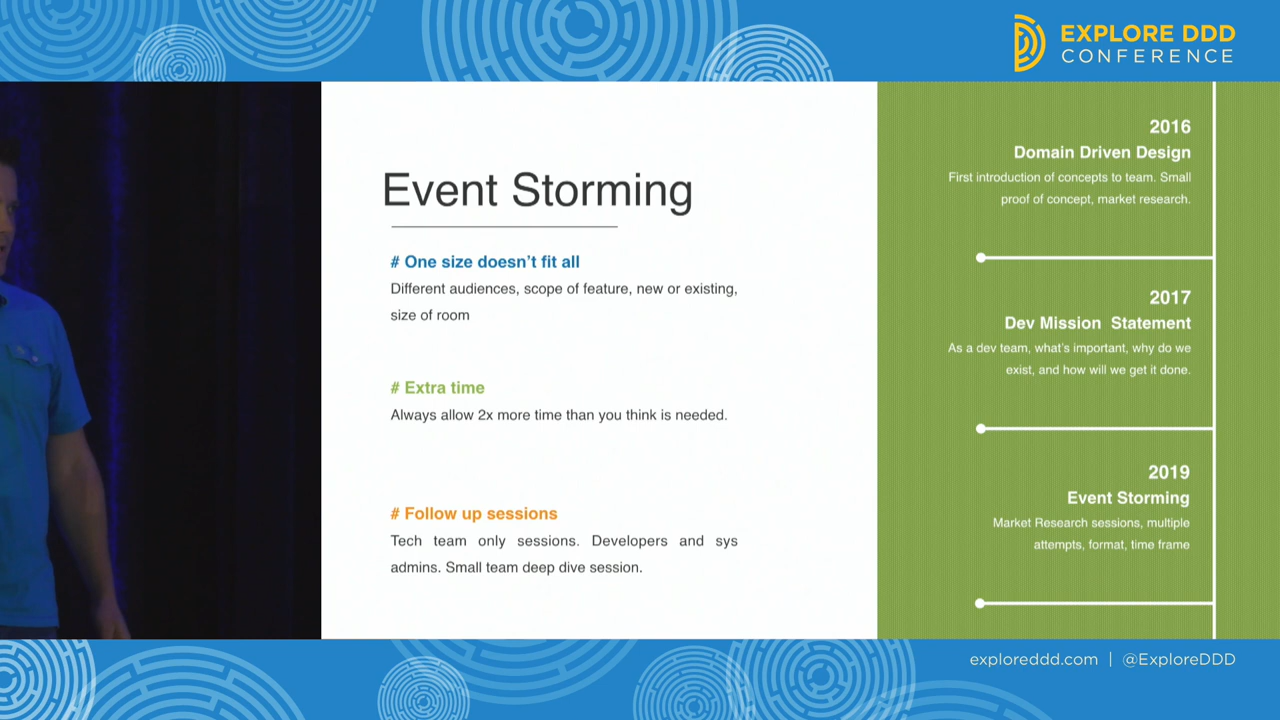 EXPLORE DDD
CONFERENCE
Event Storming
# One size doesn’t fit all
Different audiences, scope of feature, new or existing,
size of room
# Extra time
Always allow 2x more time than you think is needed.
# Follow up sessions
Tech team only sessions. Developers and sys
admins. Small team deep dive session.
2016
Domain Driven Design
First introduction of concepts to team. Small
proof of concept, market research.
2017
Dev Mission Statement
As a dev team, what’s important, why do we
exist, and how will we get it done.
2019
Event Storming
Market Research sessions, multiple
attempts, format, time frame
exploreddd.com | @ExploreDDD